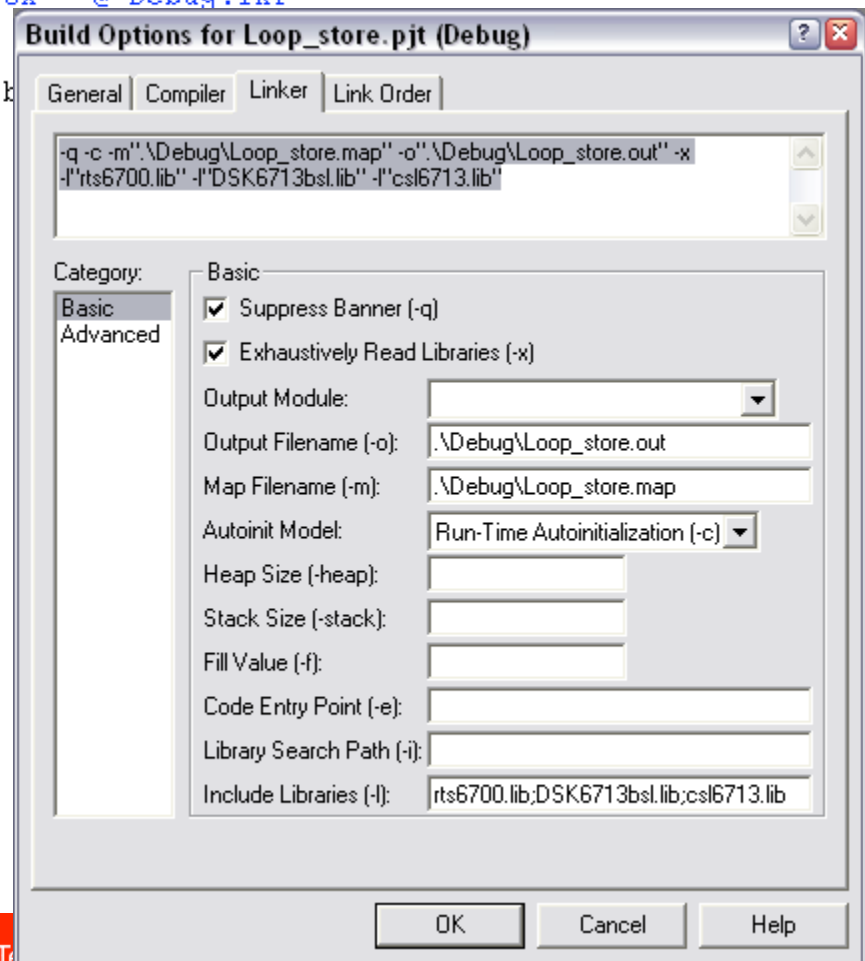 Build Options for Loop_store.pjt (Debug)
General Compiler Linker Link Order
-q -c -m".\Debug\Loop_store.map" -o".\Debug\Loop_store.out" -x
-l"rts6700.lib" -l"DSK6713bsl.lib" -l"csl6713.lib"
Category:
Basic
Advanced
Basic
Suppress Banner (-q)
Exhaustively Read Libraries (-x)
Output Module:
Output Filename (-o): .\Debug\Loop_store.out
Map Filename (-m): .\Debug\Loop_store.map
Autoinit Model: Run-Time Autoinitialization (-c)
Heap Size (-heap):
Stack Size (-stack):
Fill Value (-f):
Code Entry Point (-e):
Library Search Path (-i):
Include Libraries (-l): rts6700.lib;DSK6713bsl.lib;csl6713.lib
OK Cancel Help